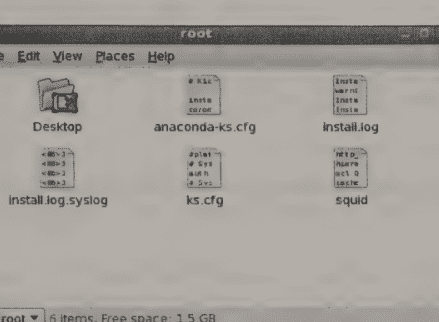 root
Edit View Places Help
Desktop
anaconda-ks.cfg
install.log
install.log.syslog
ks.cfg
squid
root 6 items, Free space: 1.5 GB